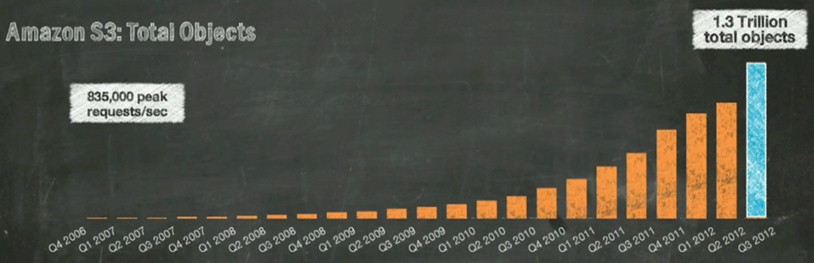 1.3 Trillion
total objects
Amazon S3: Total Objects
835,000 peak
requests/sec
Q4 2006
Q1 2007
Q2 2007
Q3 2007
Q4 2007
Q1 2008
Q2 2008
Q3 2008
Q4 2008
Q1 2009
Q2 2009
Q3 2009
Q4 2009
Q1 2010
Q2 2010
Q3 2010
Q4 2010
Q1 2011
Q2 2011
Q3 2011
Q4 2011
Q1 2012
Q2 2012
Q3 2012